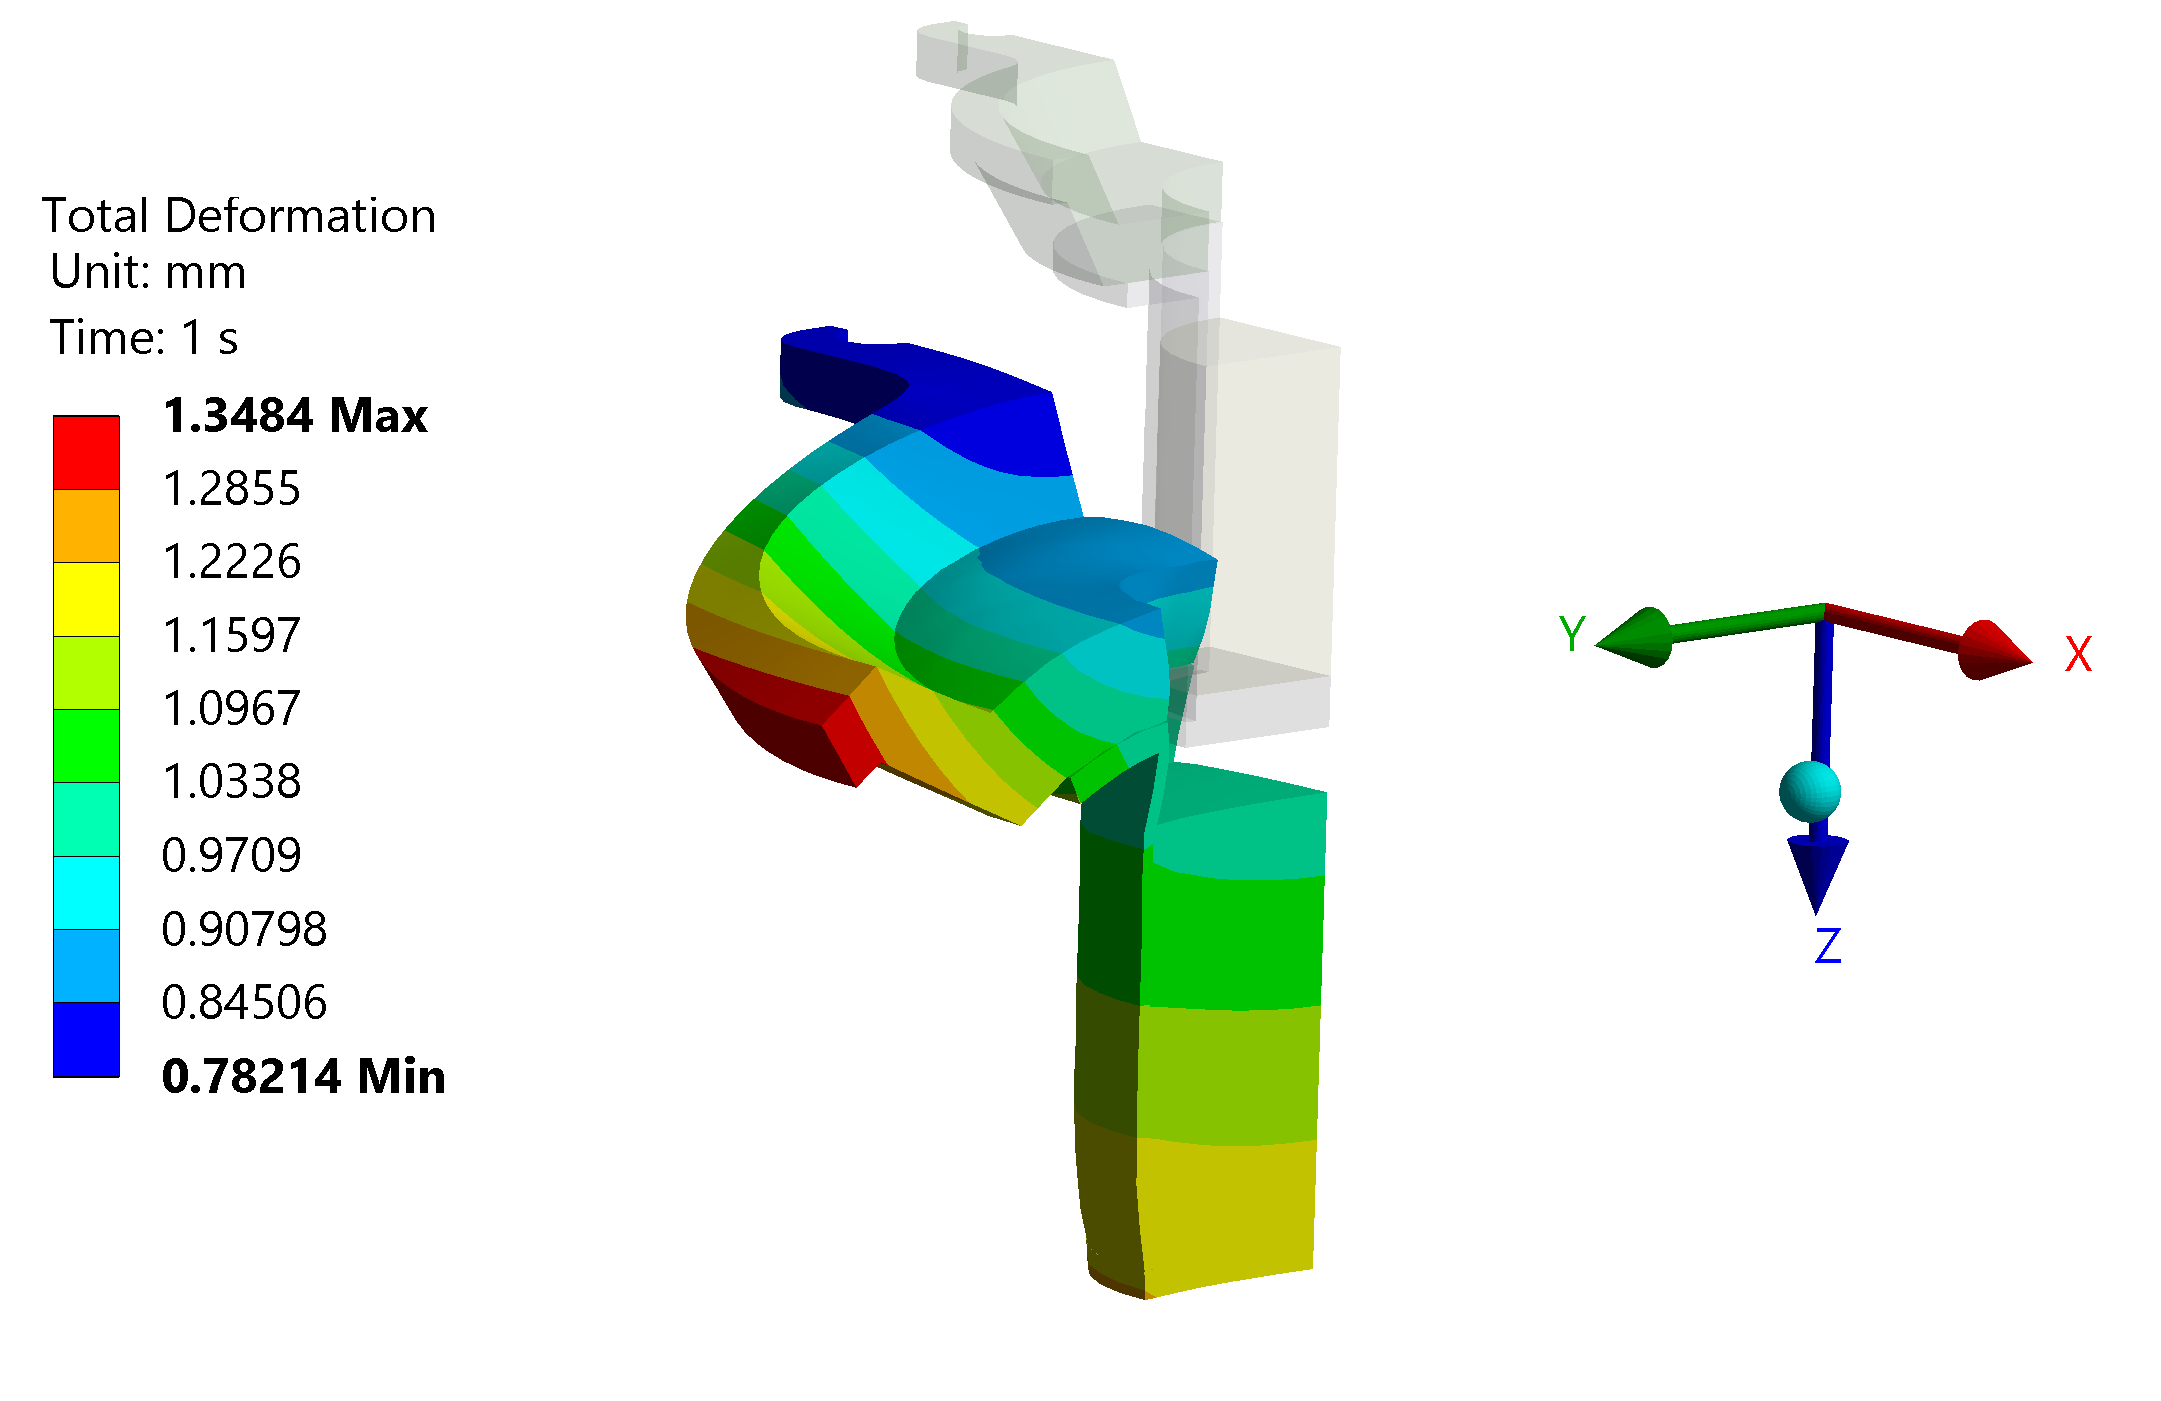 Total Deformation
Unit: mm
Time: 1 s
1.3484 Max
1.2855
1.2226
1.1597
1.0967
1.0338
0.9709
0.90798
0.84506
0.78214 Min
Y
X
Z